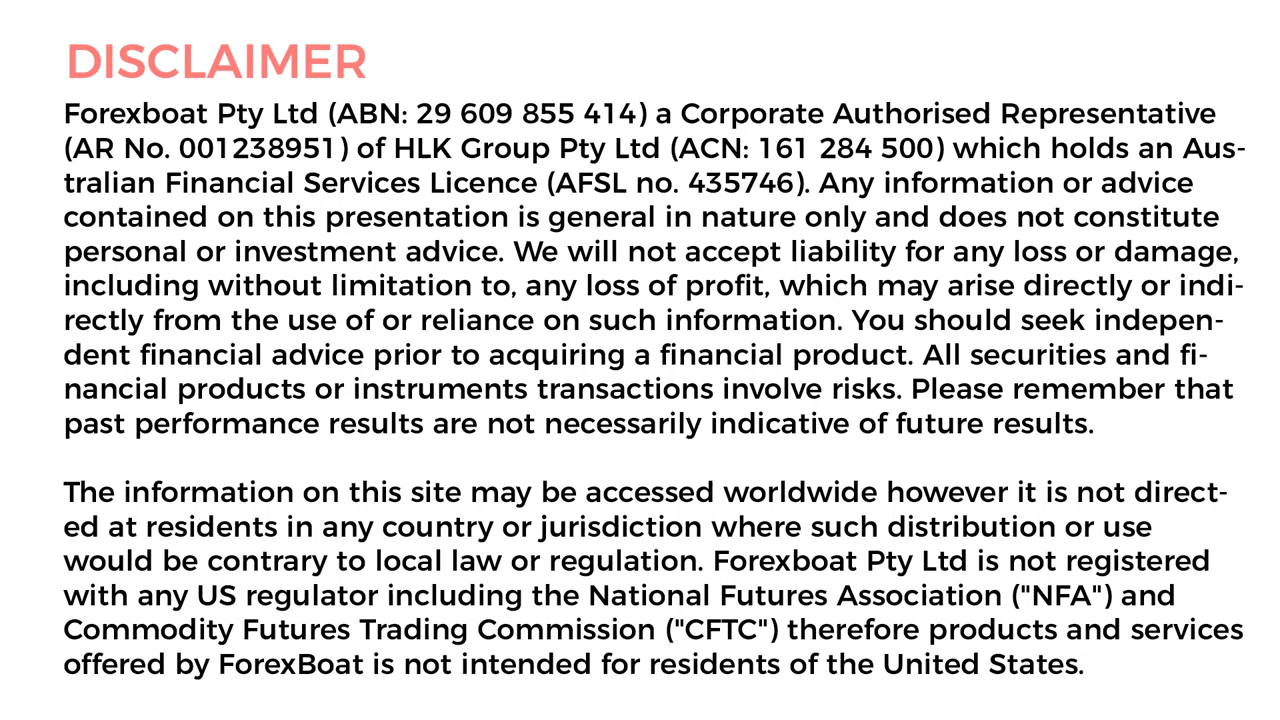 DISCLAIMER
Forexboat Pty Ltd (ABN: 29 609 855 414) a Corporate Authorised Representative
(AR No. 001238951) of HLK Group Pty Ltd (ACN: 161 284 500) which holds an Aus-
tralian Financial Services Licence (AFSL no. 435746). Any information or advice
contained on this presentation is general in nature only and does not constitute
personal or investment advice. We will not accept liability for any loss or damage,
including without limitation to, any loss of profit, which may arise directly or indi-
rectly from the use of or reliance on such information. You should seek indepen-
dent financial advice prior to acquiring a financial product. All securities and fi-
nancial products or instruments transactions involve risks. Please remember that
past performance results are not necessarily indicative of future results.
The information on this site may be accessed worldwide however it is not direct-
ed at residents in any country or jurisdiction where such distribution or use
would be contrary to local law or regulation. Forexboat Pty Ltd is not registered
with any US regulator including the National Futures Association ("NFA") and
Commodity Futures Trading Commission ("CFTC") therefore products and services
offered by ForexBoat is not intended for residents of the United States.